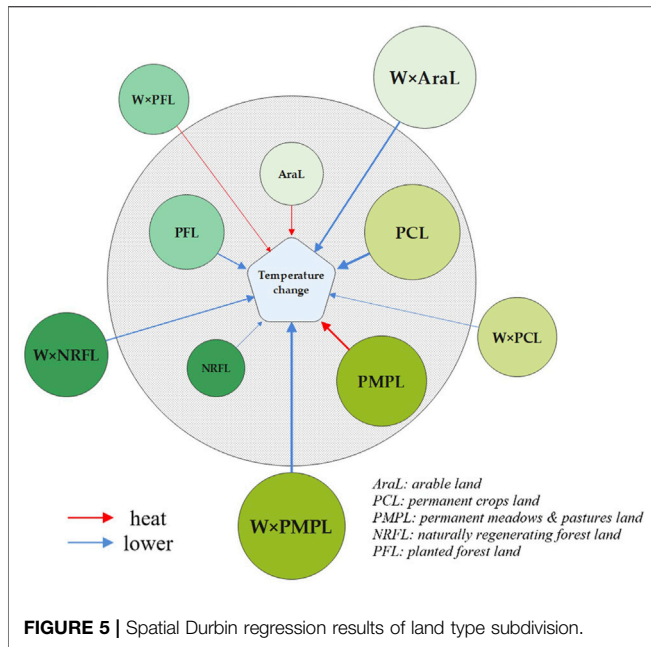 W×PFL
W×AraL
AraL
PFL
PCL
Temperature
change
W×NRFL
NRFL
PMPL
W×PCL
W×PMPL
heat
lower
AraL: arable land
PCL: permanent crops land
PMPL: permanent meadows & pastures land
NRFL: naturally regenerating forest land
PFL: planted forest land
FIGURE 5 | Spatial Durbin regression results of land type subdivision.